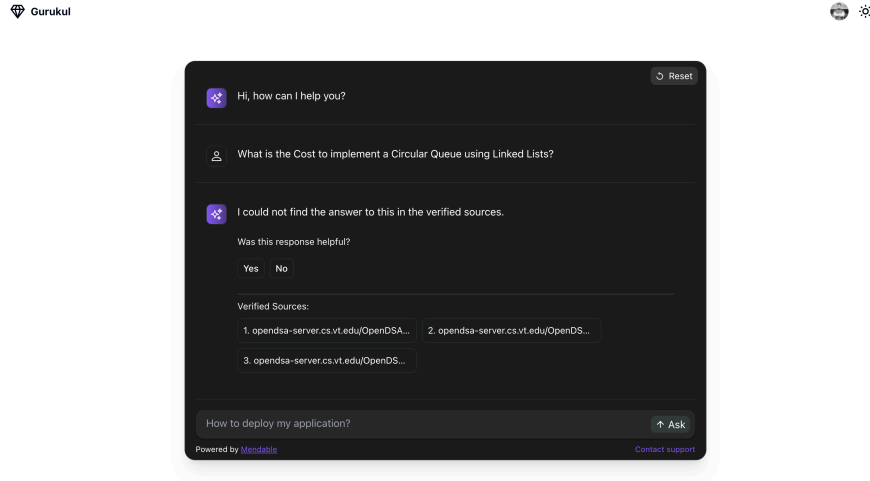 Gurukul
Reset
Hi, how can I help you?
What is the Cost to implement a Circular Queue using Linked Lists?
I could not find the answer to this in the verified sources.
Was this response helpful?
Yes No
Verified Sources:
1. opendsa-server.cs.vt.edu/OpenDSA... 2. opendsa-server.cs.vt.edu/OpenDS...
3. opendsa-server.cs.vt.edu/OpenDS...
How to deploy my application? Ask
Powered by Mendable Contact support